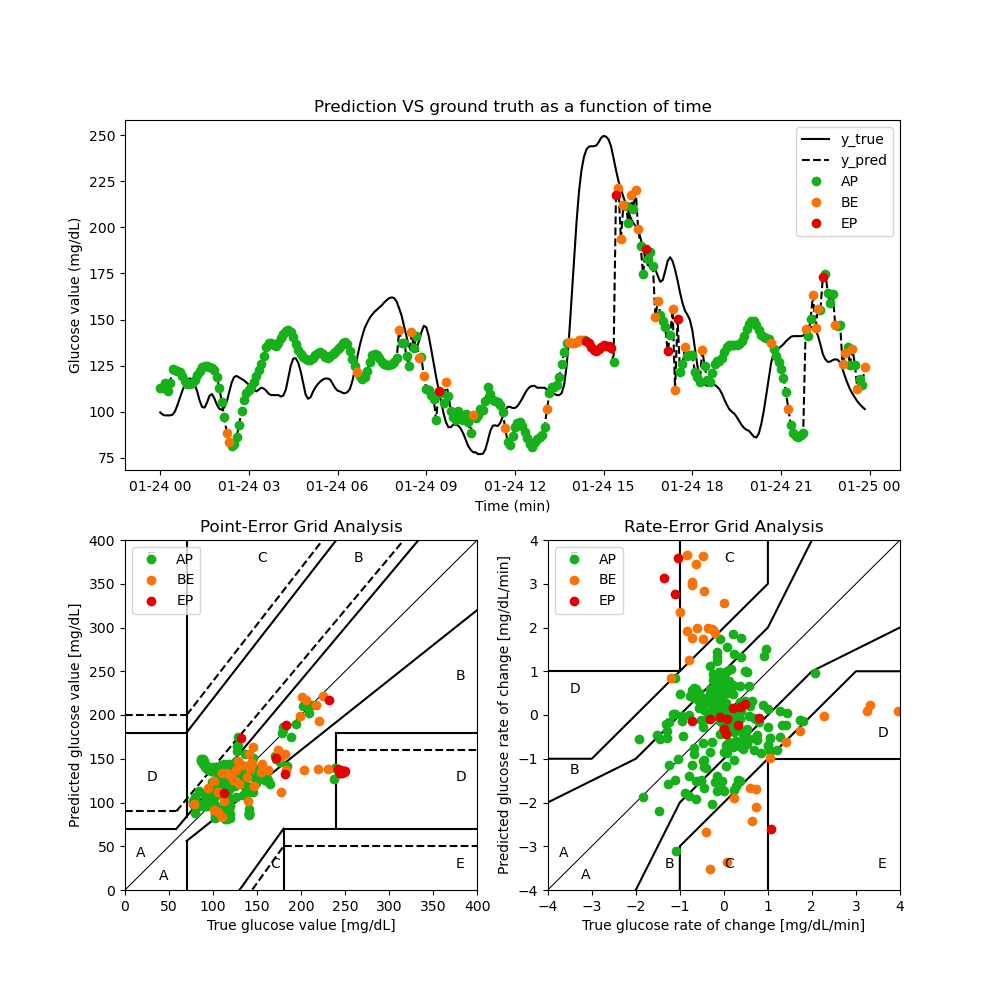 Prediction VS ground truth as a function of time
Glucose value (mg/dL)
250
225
200
175
150
125
100
75
y_true
y_pred
AP
BE
EP
01-24 00 01-24 03 01-24 06 01-24 09 01-24 12 01-24 15 01-24 18 01-24 21 01-25 00
Time (min)
Point-Error Grid Analysis
Predicted glucose value [mg/dL]
400
350
300
250
200
150
100
50
0
AP
BE
EP
C
B
B
D
D
A
A
C
E
0 50 100 150 200 250 300 350 400
True glucose value [mg/dL]
Rate-Error Grid Analysis
Predicted glucose rate of change [mg/dL/min]
4
3
2
1
0
−1
−2
−3
−4
AP
BE
EP
C
D
D
B
A
A
B
C
E
−4 −3 −2 −1 0 1 2 3 4
True glucose rate of change [mg/dL/min]